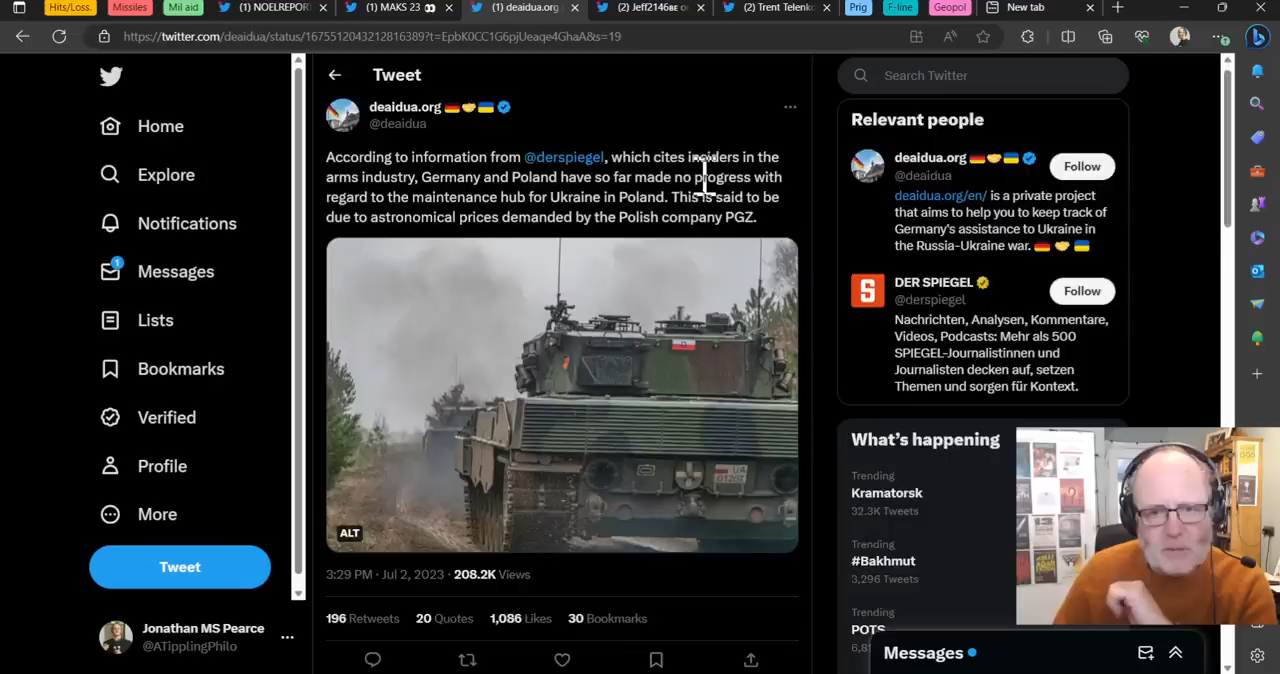 Hits/Loss.
Missiles
Mil aid
(1) NOELREPOR
(1) MAKS 23
(1) deaidua.org
(2) Jeff2146
(2) Trent Telenko
Prig
F-line
Geopol
New tab
https://twitter.com/deaidua/status/1675512043212816389?t=EpbK0CC1G6pjUeaqe4GhaA&s=19
Home
Explore
Notifications
1
Messages
Lists
Bookmarks
Verified
Profile
More
Tweet
Jonathan MS Pearce
@ATipplingPhilo
Tweet
deaidua.org
@deaidua
According to information from @derspiegel, which cites insiders in the
arms industry, Germany and Poland have so far made no progress with
regard to the maintenance hub for Ukraine in Poland. This is said to be
due to astronomical prices demanded by the Polish company PGZ.
UA
ALT
3:29 PM · Jul 2, 2023 · 208.2K Views
196 Retweets 20 Quotes 1,086 Likes 30 Bookmarks
Search Twitter
Relevant people
deaidua.org
@deaidua
Follow
deaidua.org/en/ is a private project
that aims to help you to keep track of
Germany's assistance to Ukraine in
the Russia-Ukraine war.
DER SPIEGEL
@derspiegel
Follow
Nachrichten, Analysen, Kommentare,
Videos, Podcasts: Mehr als 500
SPIEGEL-Journalistinnen und
Journalisten decken auf, setzen
Themen und sorgen für Kontext.
What's happening
Trending
Kramatorsk
32.3K Tweets
Trending
#Bakhmut
3,296 Tweets
Trending
POTS
Messages